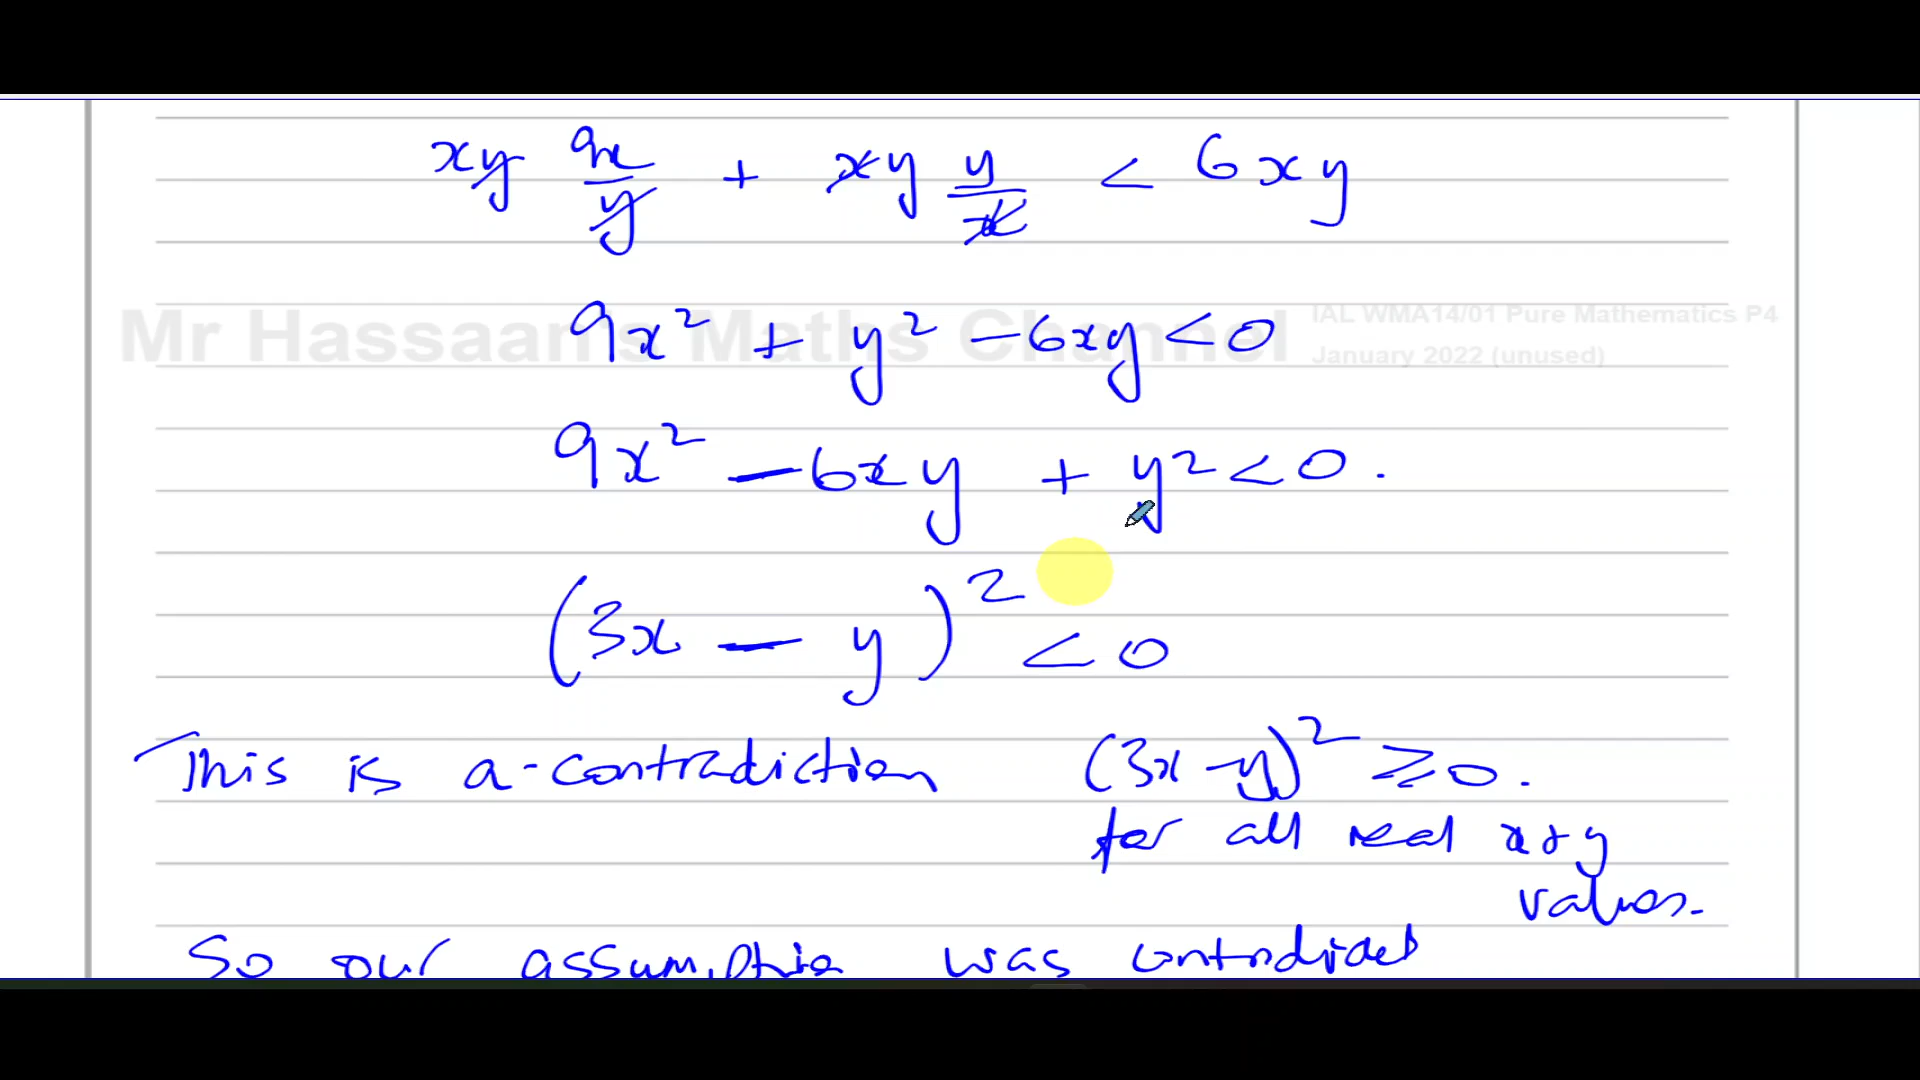 xy 9x/y + xy y/x < 6xy
Mr Hassaan's Maths Channel
IAL WMA14/01 Pure Mathematics P4
January 2022 (unused)
9x² + y² - 6xy < 0
9x² - 6xy + y² < 0.
(3x - y)² < 0
This is a contradiction (3x - y)² ≥ 0.
for all real x + y
values.
So our assumption was